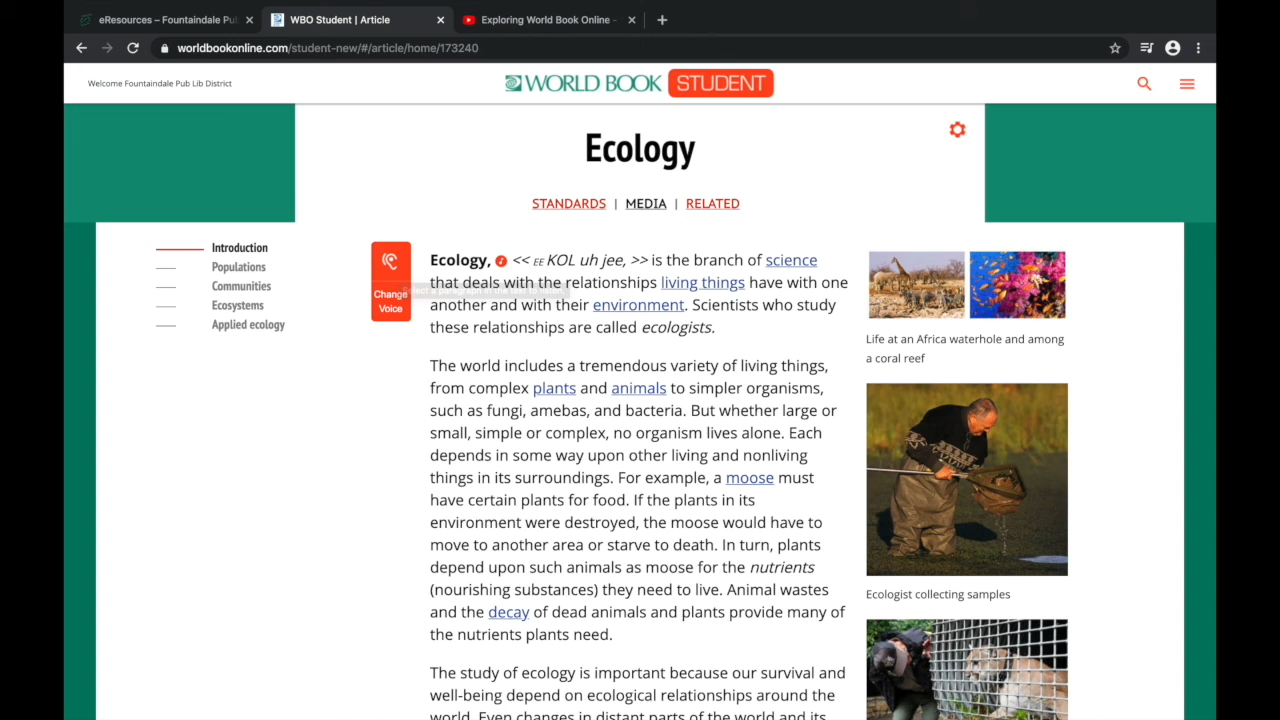 eResources – Fountaindale Pu
WBO Student | Article
Exploring World Book Online -
worldbookonline.com/student-new/#/article/home/173240
Welcome Fountaindale Pub Lib District
WORLD BOOK STUDENT
Ecology
STANDARDS | MEDIA | RELATED
Introduction
Populations
Communities
Ecosystems
Applied ecology
Change
Voice
Ecology, << EE KOL uh jee, >> is the branch of science
that deals with the relationships living things have with one
another and with their environment. Scientists who study
these relationships are called ecologists.
The world includes a tremendous variety of living things,
from complex plants and animals to simpler organisms,
such as fungi, amebas, and bacteria. But whether large or
small, simple or complex, no organism lives alone. Each
depends in some way upon other living and nonliving
things in its surroundings. For example, a moose must
have certain plants for food. If the plants in its
environment were destroyed, the moose would have to
move to another area or starve to death. In turn, plants
depend upon such animals as moose for the nutrients
(nourishing substances) they need to live. Animal wastes
and the decay of dead animals and plants provide many of
the nutrients plants need.
The study of ecology is important because our survival and
well-being depend on ecological relationships around the
world. Even changes in distant parts of the world and its
Life at an Africa waterhole and among
a coral reef
Ecologist collecting samples